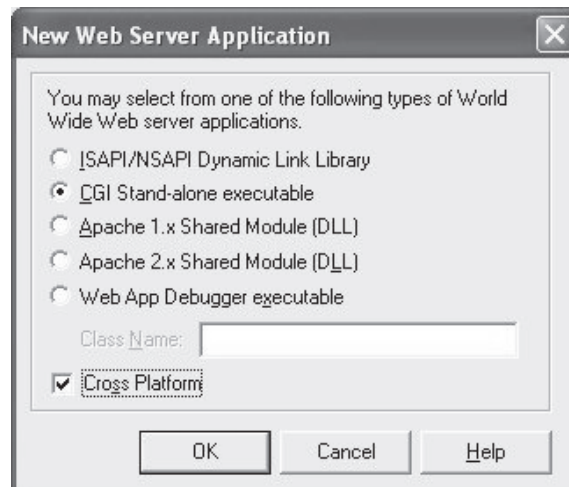 New Web Server Application
You may select from one of the following types of World
Wide Web server applications.
ISAPI/NSAPI Dynamic Link Library
CGI Stand-alone executable
Apache 1.x Shared Module (DLL)
Apache 2.x Shared Module (DLL)
Web App Debugger executable
Class Name:
Cross Platform
OK Cancel Help